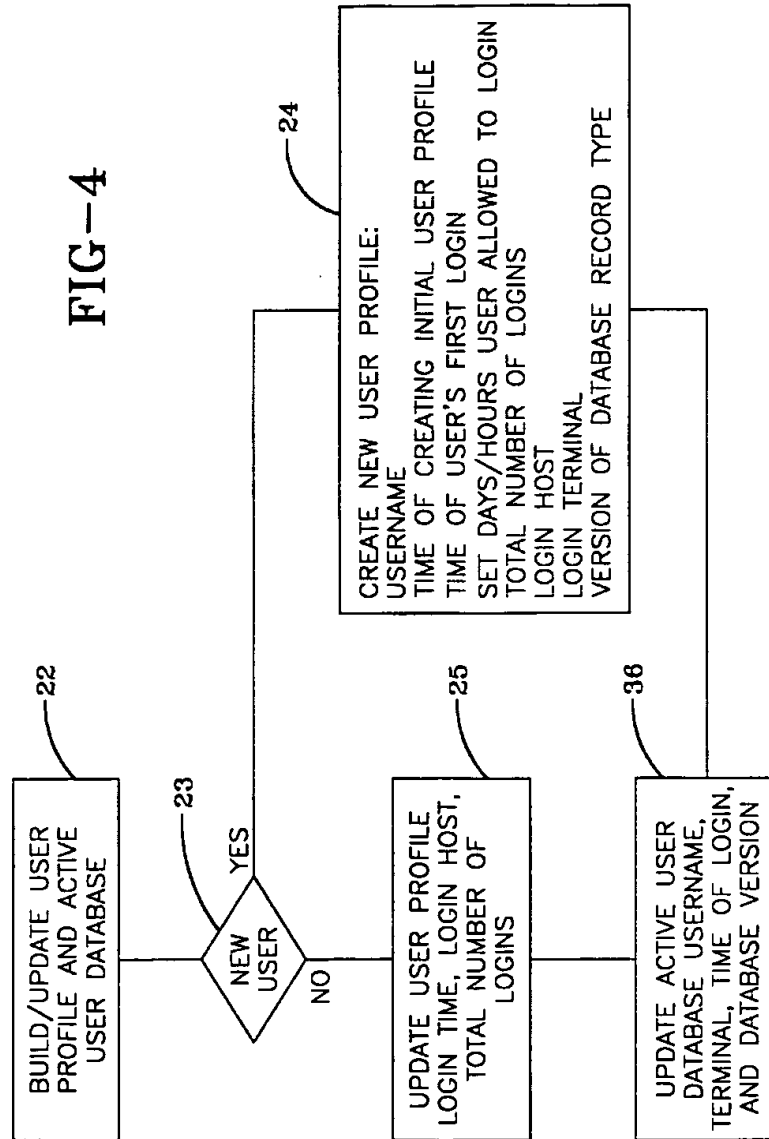 FIG-4
BUILD/UPDATE USER
PROFILE AND ACTIVE
USER DATABASE
22
23
NEW
USER
YES
NO
24
CREATE NEW USER PROFILE:
USERNAME
TIME OF CREATING INITIAL USER PROFILE
TIME OF USER'S FIRST LOGIN
SET DAYS/HOURS USER ALLOWED TO LOGIN
TOTAL NUMBER OF LOGINS
LOGIN HOST
LOGIN TERMINAL
VERSION OF DATABASE RECORD TYPE
25
UPDATE USER PROFILE
LOGIN TIME, LOGIN HOST,
TOTAL NUMBER OF
LOGINS
36
UPDATE ACTIVE USER
DATABASE USERNAME,
TERMINAL, TIME OF LOGIN,
AND DATABASE VERSION